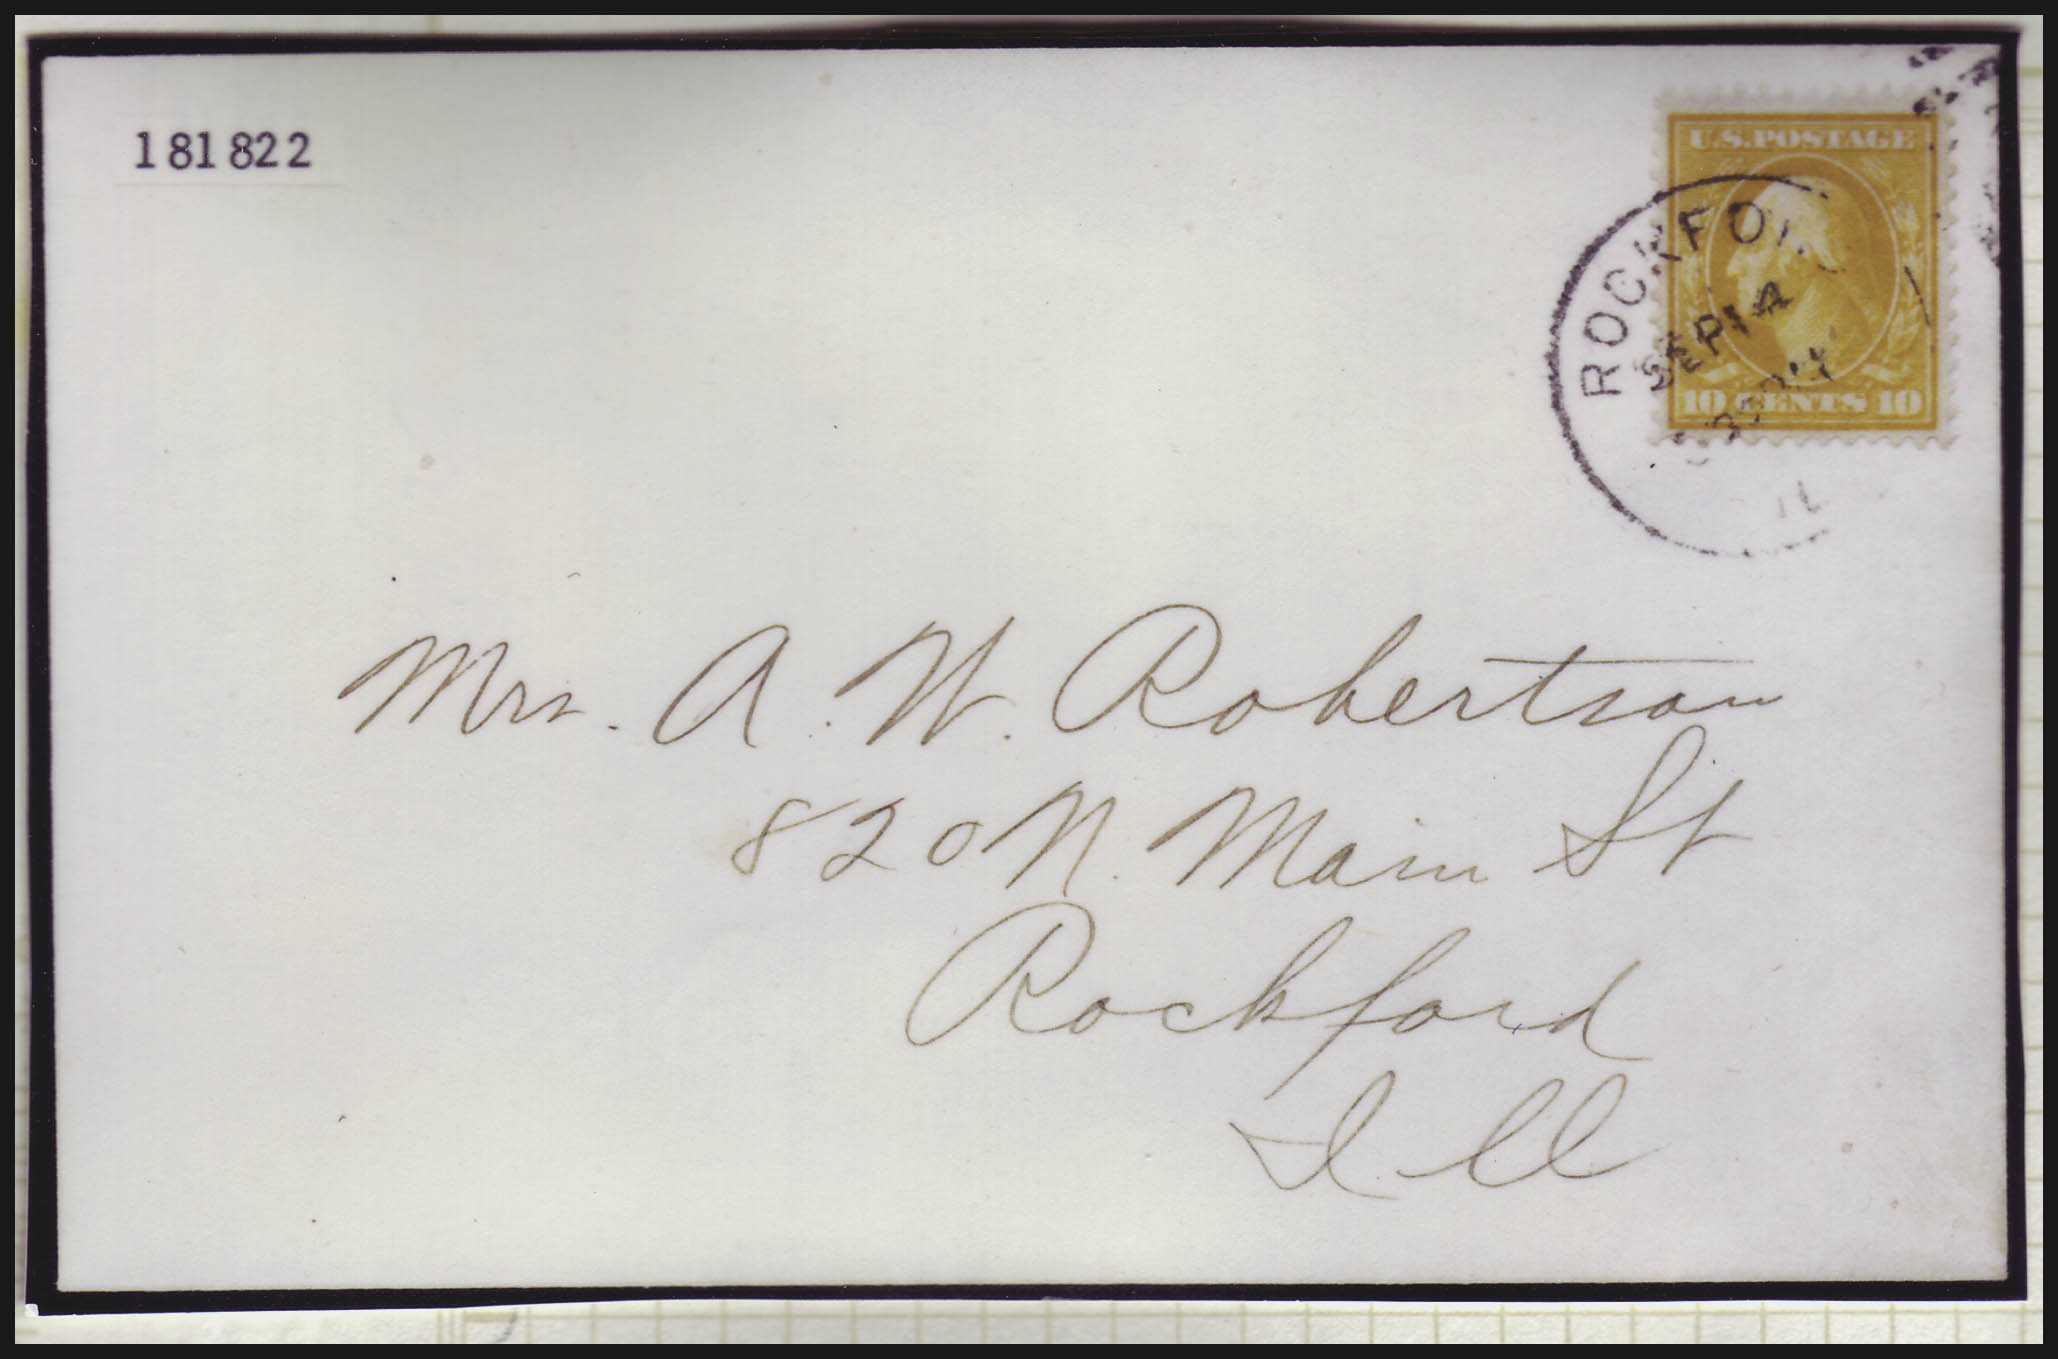 181822
U.S. POSTAGE
ROCKFO
SEP 14
10 CENTS 10
Mrs. A. W. Robertson
820 N. Main St
Rockford
Ill